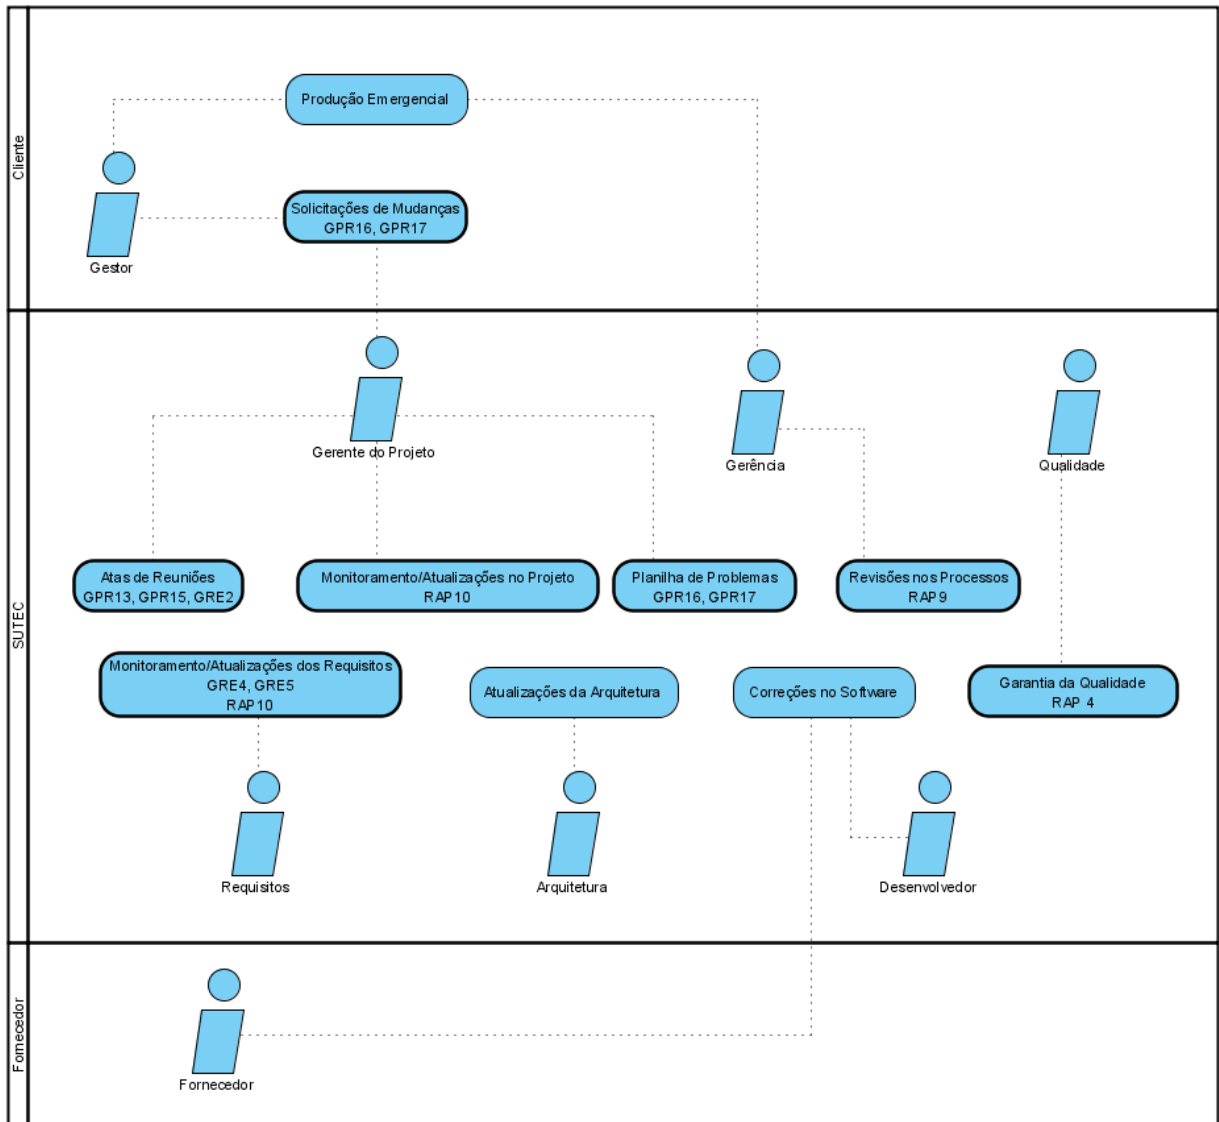 Cliente
Produção Emergencial
Solicitações de Mudanças
GPR16, GPR17
Gestor
SUTEC
Gerente do Projeto
Gerência
Qualidade
Atas de Reuniões
GPR13, GPR15, GRE2
Monitoramento/Atualizações no Projeto
RAP10
Planilha de Problemas
GPR16, GPR17
Revisões nos Processos
RAP9
Monitoramento/Atualizações dos Requisitos
GRE4, GRE5
RAP10
Atualizações da Arquitetura
Correções no Software
Garantia da Qualidade
RAP 4
Requisitos
Arquitetura
Desenvolvedor
Fornecedor
Fornecedor